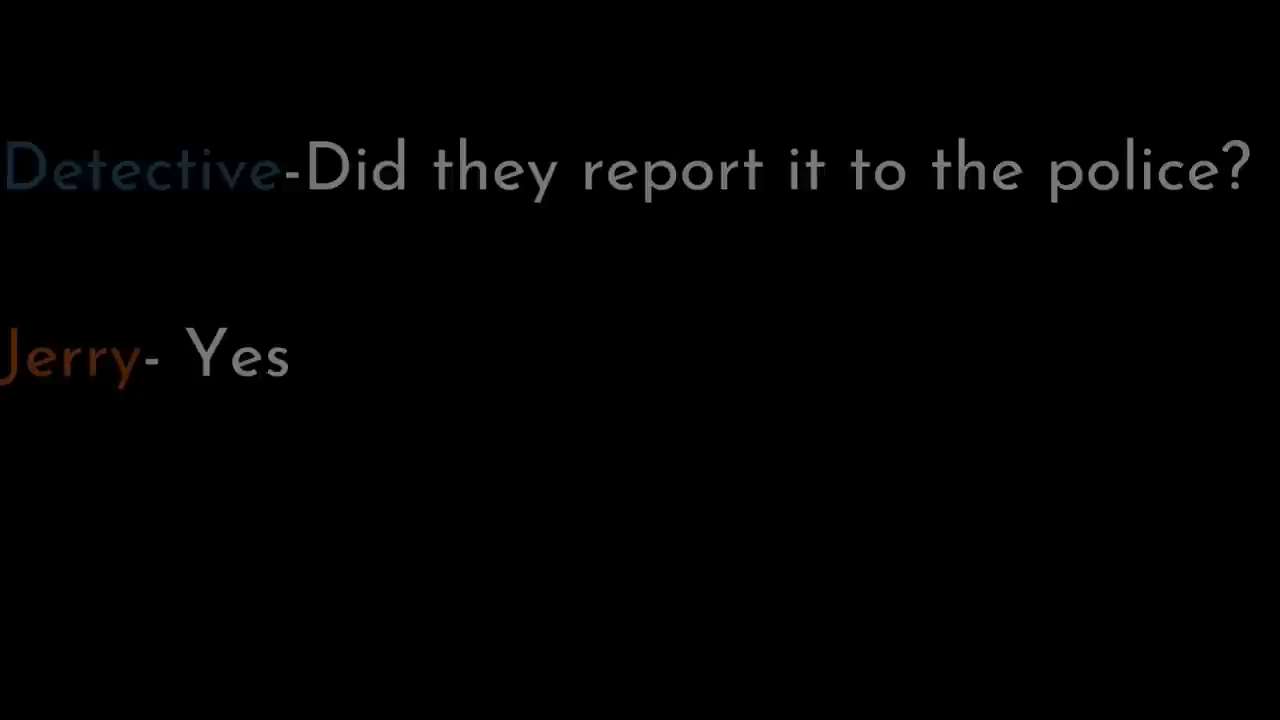 Detective-Did they report it to the police?
Jerry- Yes